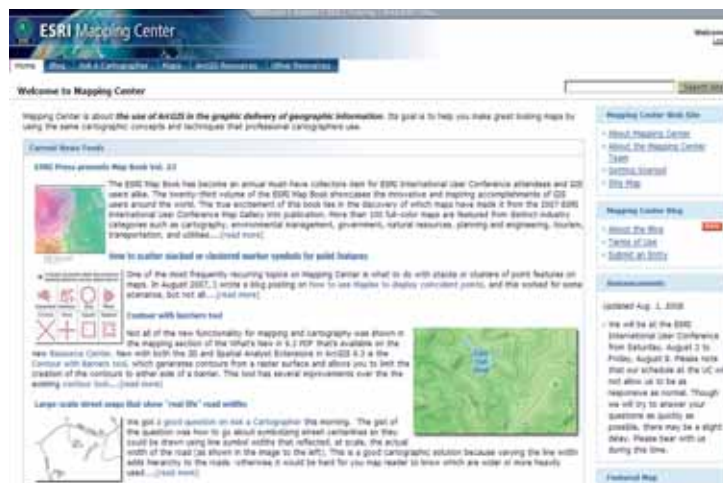 ESRI Mapping Center
Welcome
Home Blog Ask a Cartographer Maps ArcGIS Resources Other Resources
Welcome to Mapping Center
Mapping Center is about the use of ArcGIS in the graphic delivery of geographic information. Its goal is to help you make great looking maps by
using the same cartographic concepts and techniques that professional cartographers use.
Current News Feeds
ESRI Press presents Map Book Vol. 23
The ESRI Map Book has become an annual must-have collectors item for ESRI International User Conference attendees and GIS
users alike. The twenty-third volume of the ESRI Map Book showcases the innovative and inspiring accomplishments of GIS
users around the world. The true excitement of this book lies in the discovery of which maps have made it from the 2007 ESRI
International User Conference Map Gallery into publication. More than 100 full-color maps are featured from distinct industry
categories such as cartography, environmental management, government, natural resources, planning and engineering, tourism,
transportation, and utilities....[read more]
How to scatter stacked or clustered marker symbols for point features
One of the most frequently recurring topics on Mapping Center is what to do with stacks or clusters of point features on
maps. In August 2007, I wrote a blog posting on how to use Maplex to display coincident points, and this worked for some
scenarios, but not all....[read more]
Contour with barriers tool
Not all of the new functionality for mapping and cartography was shown in
the mapping section of the What's New in 9.3 PDF that's available on the
new Resource Center. New with both the 3D and Spatial Analyst Extensions in ArcGIS 9.3 is the
Contour with Barriers tool, which generates contours from a raster surface and allows you to limit the
creation of the contours to either side of a barrier. This tool has several improvements over the the
existing contour tool....[read more]
Large scale street maps that show "real life" road widths
We got a good question on Ask a Cartographer this morning. The gist of
the question was how to go about symbolizing street centerlines so they
could be drawn using line symbol widths that reflected, at scale, the actual
width of the road (as shown in the image to the left). This is a good cartographic solution because varying the line width
adds hierarchy to the roads; otherwise it would be hard for you map reader to know which are wider or more heavily
used....[read more]
Mapping Center Web Site
About Mapping Center
About the Mapping Center
Team
Getting Started
Site Map
Mapping Center Blog
About the Blog
Terms of Use
Submit an Entry
Announcements
Updated Aug. 1, 2008
We will be at the ESRI
International User Conference
from Saturday, August 2 to
Friday, August 8. Please note
that our schedule at the UC will
not allow us to be as
responsive as normal. Though
we will try to answer your
questions as quickly as
possible, there may be a slight
delay. Please bear with us
during this time.
Featured Map